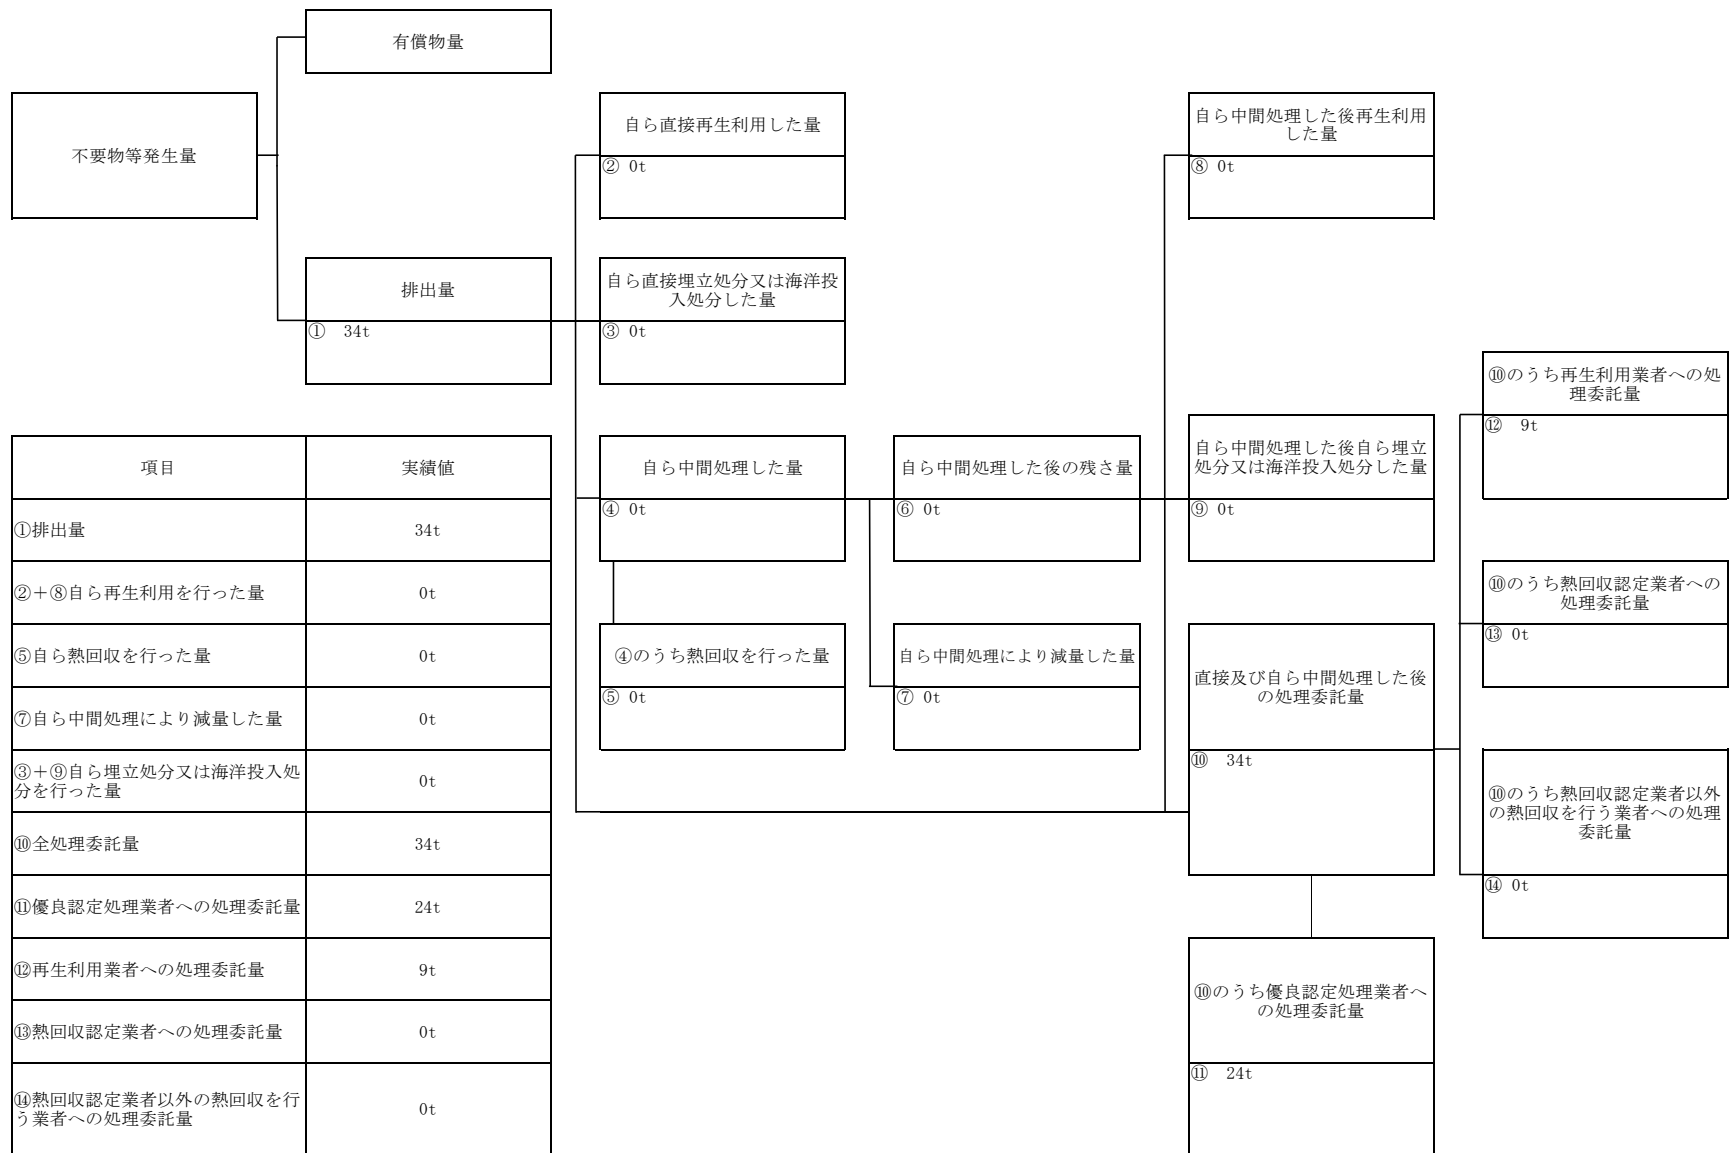 有償物量
不要物等発生量
自ら直接再生利用した量
② 0t
自ら中間処理した後再生利用
した量
⑧ 0t
排出量
① 34t
自ら直接埋立処分又は海洋投
入処分した量
③ 0t
⑩のうち再生利用業者への処
理委託量
⑫ 9t
自ら中間処理した量
④ 0t
自ら中間処理した後の残さ量
⑥ 0t
自ら中間処理した後自ら埋立
処分又は海洋投入処分した量
⑨ 0t
⑩のうち熱回収認定業者への
処理委託量
⑬ 0t
④のうち熱回収を行った量
⑤ 0t
自ら中間処理により減量した量
⑦ 0t
直接及び自ら中間処理した後
の処理委託量
⑩ 34t
⑩のうち熱回収認定業者以外
の熱回収を行う業者への処理
委託量
⑭ 0t
⑩のうち優良認定処理業者へ
の処理委託量
⑪ 24t
項目 実績値
①排出量 34t
②＋⑧自ら再生利用を行った量 0t
⑤自ら熱回収を行った量 0t
⑦自ら中間処理により減量した量 0t
③＋⑨自ら埋立処分又は海洋投入処
分を行った量 0t
⑩全処理委託量 34t
⑪優良認定処理業者への処理委託量 24t
⑫再生利用業者への処理委託量 9t
⑬熱回収認定業者への処理委託量 0t
⑭熱回収認定業者以外の熱回収を行
う業者への処理委託量 0t